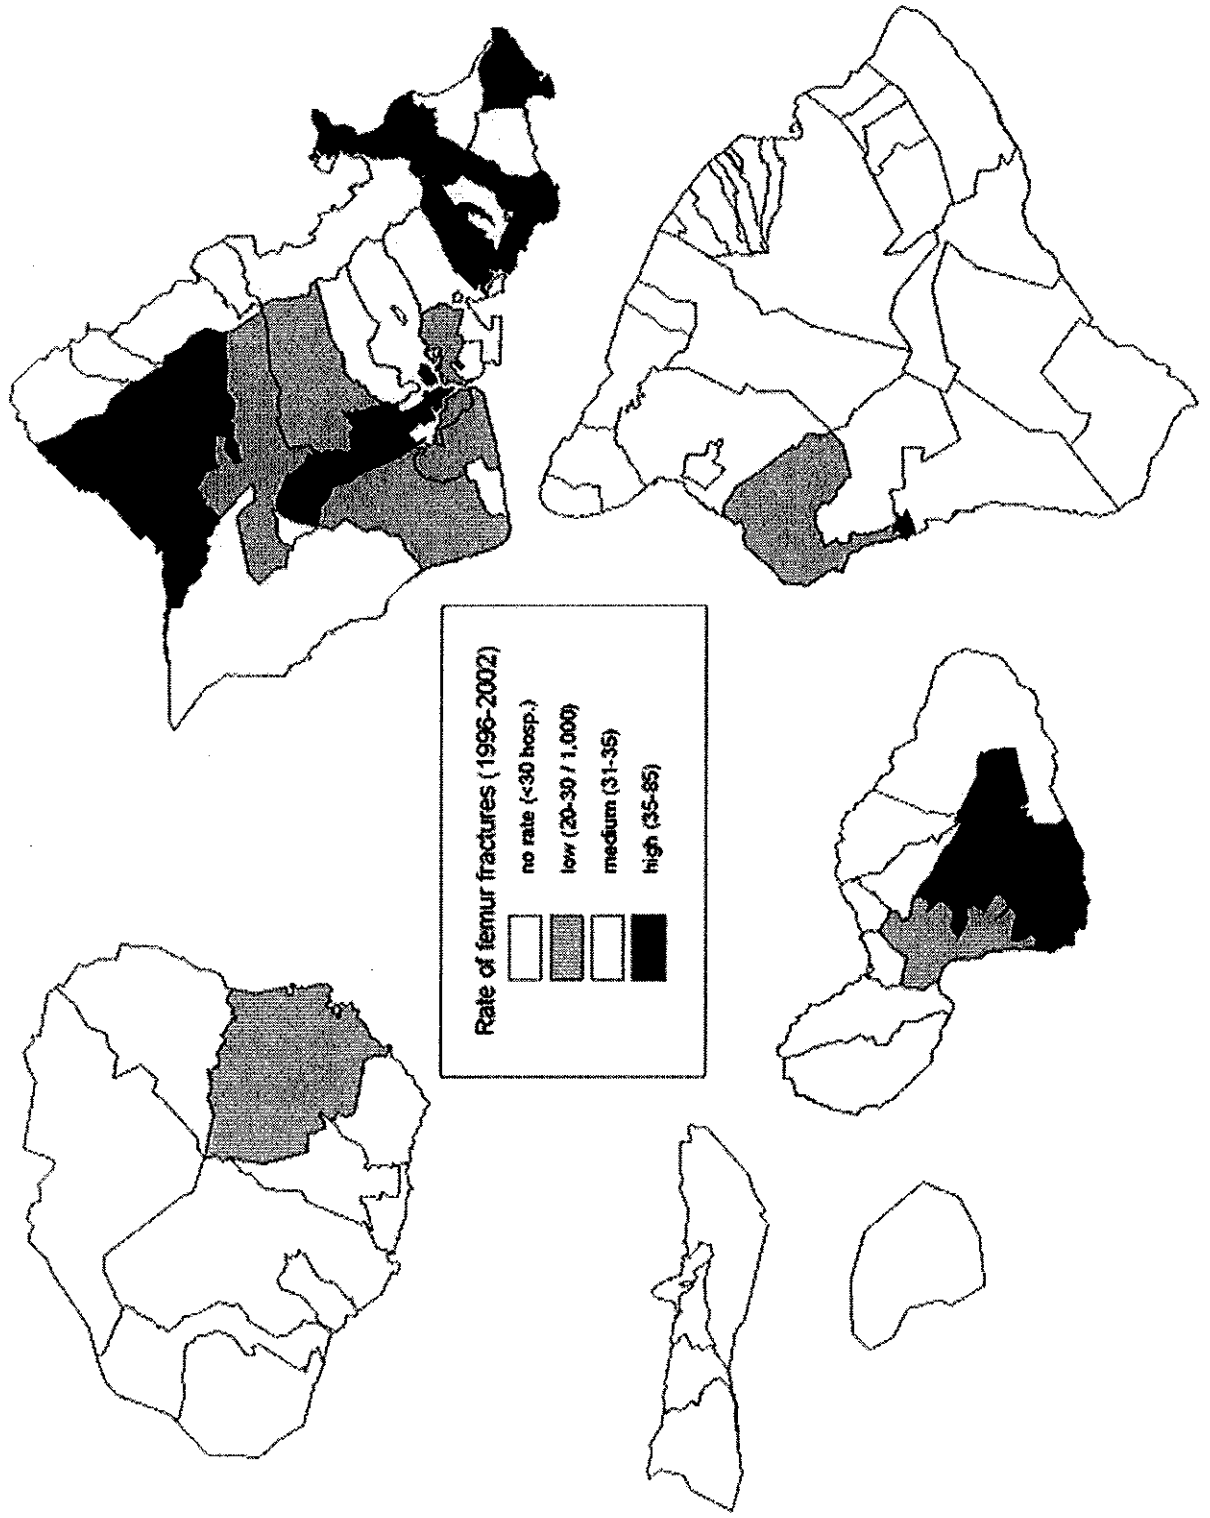 Rate of femur fractures (1996-2002)
no rate (<30 hosp.)
low (20-30 / 1,000)
medium (31-35)
high (35-85)